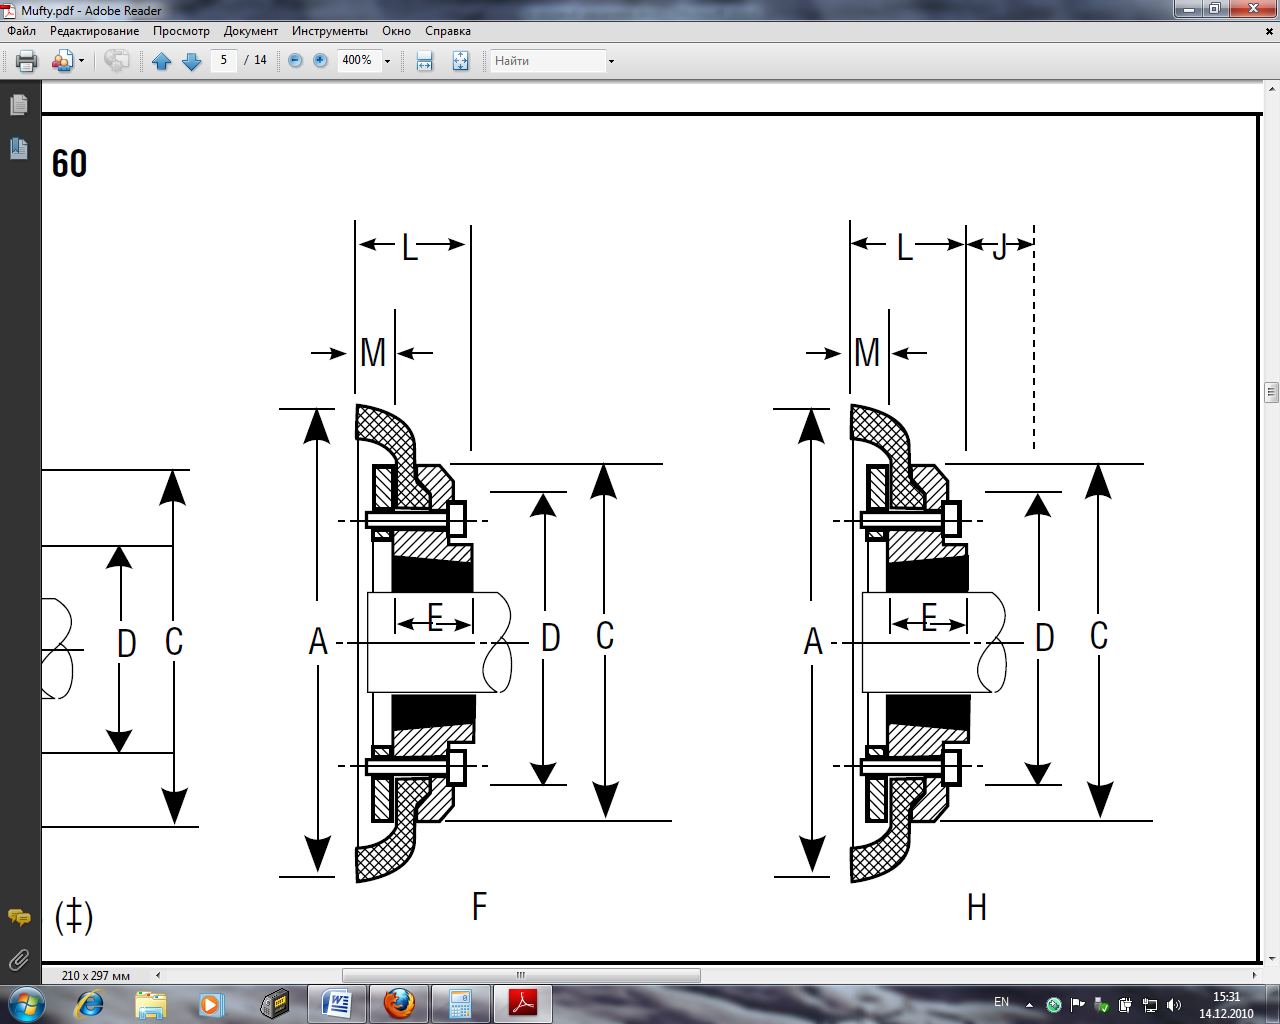 Mufty.pdf - Adobe Reader
Файл Редактирование Просмотр Документ Инструменты Окно Справка
5 / 14 400% Найти
60
L L J
M M
A E D C A E D C
D C
(‡) F H
210 x 297 мм
EN 15:31
14.12.2010